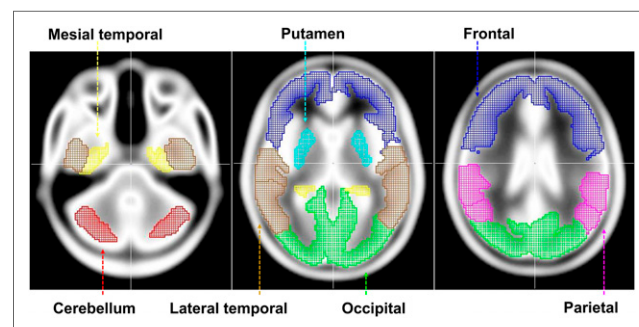 Mesial temporal
Putamen
Frontal
Cerebellum
Lateral temporal
Occipital
Parietal